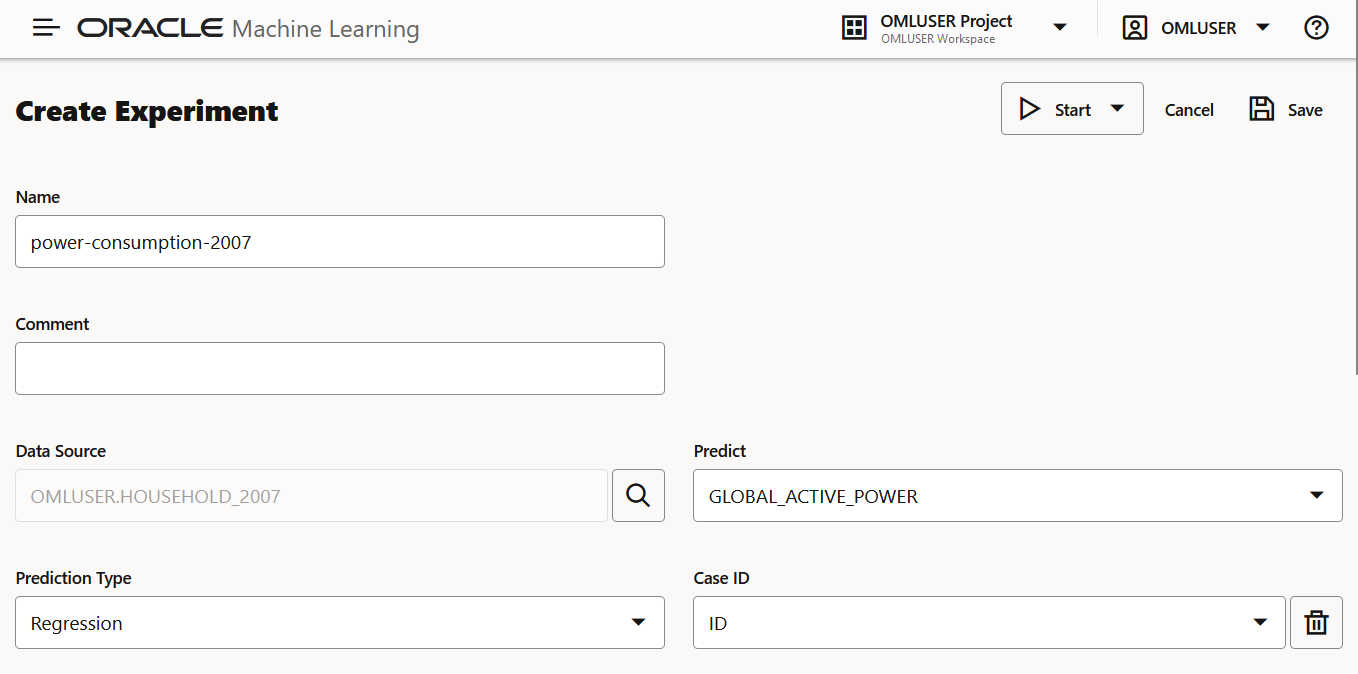 ORACLE Machine Learning
OMLUSER Project
OMLUSER Workspace
OMLUSER
Create Experiment
Start
Cancel
Save
Name
power-consumption-2007
Comment
Data Source
Predict
OMLUSER.HOUSEHOLD_2007
GLOBAL_ACTIVE_POWER
Prediction Type
Case ID
Regression
ID